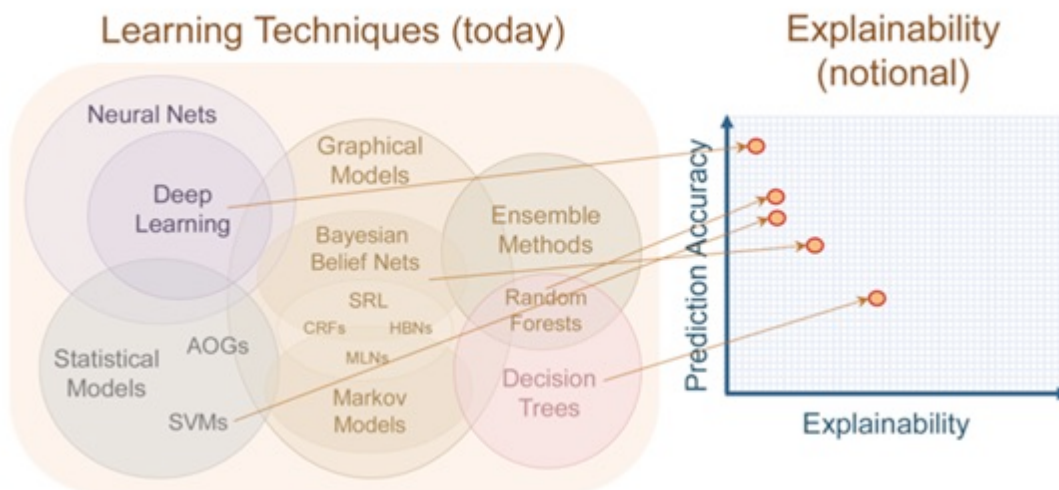 Learning Techniques (today)
Explainability
(notional)
Neural Nets
Deep
Learning
Graphical
Models
Bayesian
Belief Nets
SRL
CRFs
HBNs
MLNs
Markov
Models
Ensemble
Methods
Random
Forests
Decision
Trees
Statistical
Models
AOGs
SVMs
Prediction Accuracy
Explainability